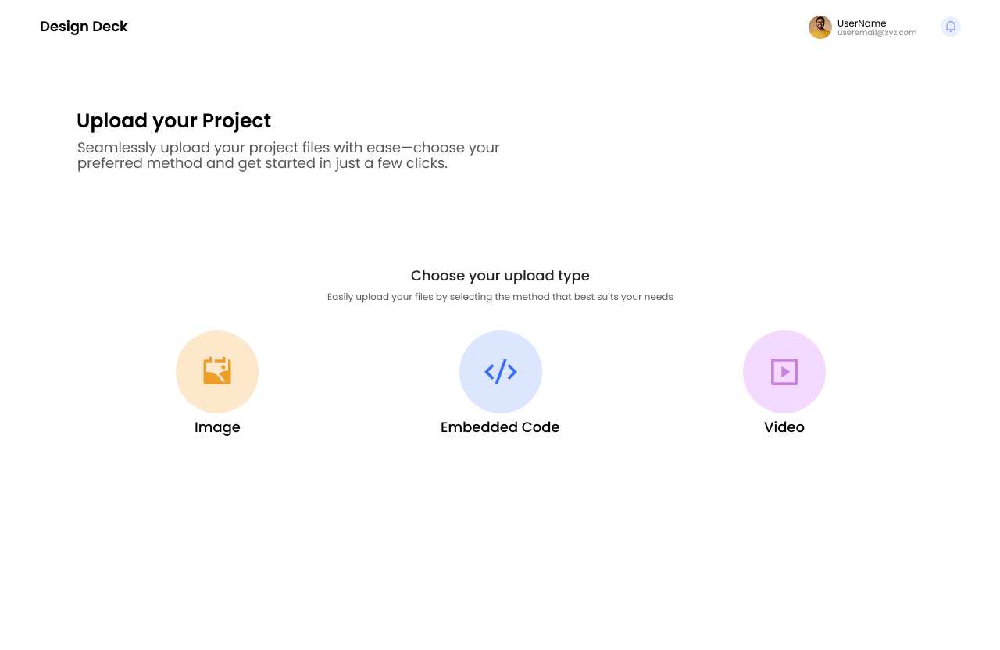 Design Deck
UserName
useremail@xyz.com
Upload your Project
Seamlessly upload your project files with ease—choose your
preferred method and get started in just a few clicks.
Choose your upload type
Easily upload your files by selecting the method that best suits your needs
Image
Embedded Code
Video